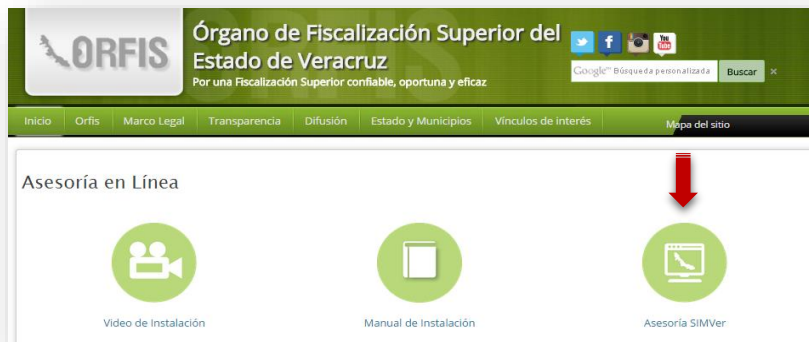 ORFIS
Órgano de Fiscalización Superior del
Estado de Veracruz
Por una Fiscalización Superior confiable, oportuna y eficaz
You
Tube
Google™ Búsqueda personalizada
Buscar
×
Inicio
Orfis
Marco Legal
Transparencia
Difusión
Estado y Municipios
Vínculos de interés
Mapa del sitio
Asesoría en Línea
Video de Instalación
Manual de Instalación
Asesoría SIMVer